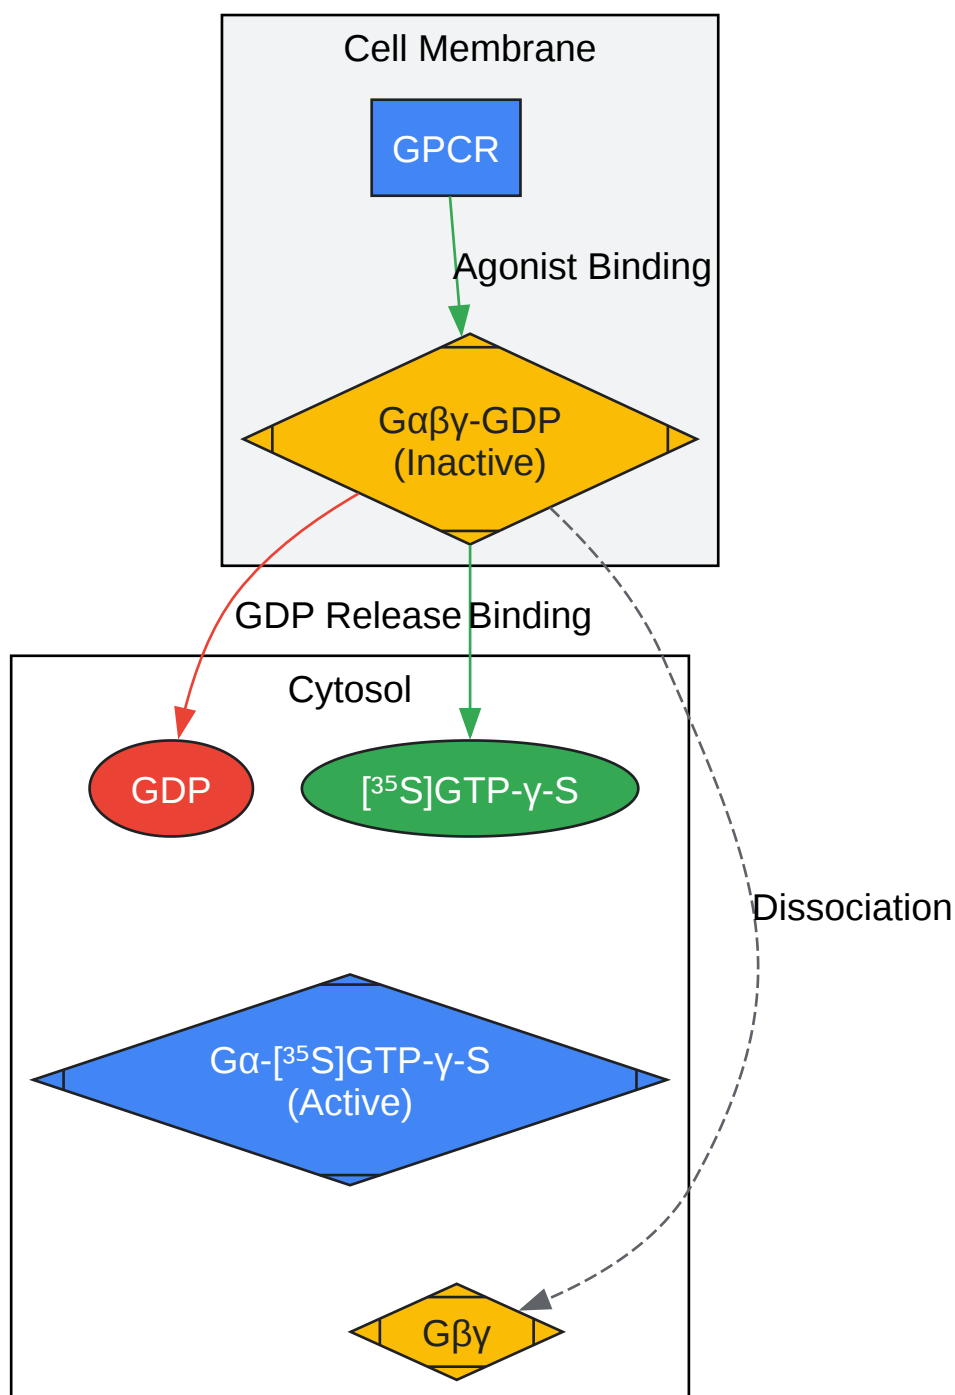 Cell Membrane
GPCR
Agonist Binding
Gαβγ-GDP
(Inactive)
GDP Release
Binding
Cytosol
GDP
[³⁵S]GTP-γ-S
Dissociation
Gα-[³⁵S]GTP-γ-S
(Active)
Gβγ